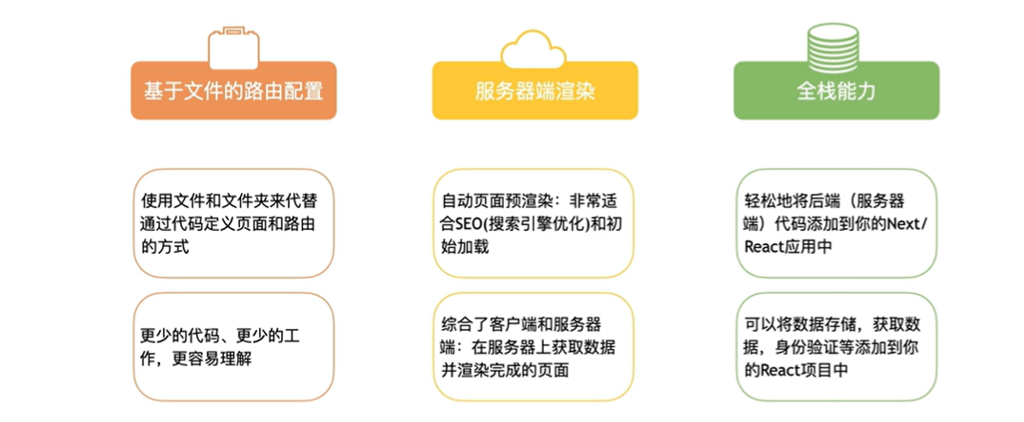 基于文件的路由配置
使用文件和文件夹来代替
通过代码定义页面和路由
的方式
更少的代码、更少的工
作，更容易理解
服务器端渲染
自动页面预渲染：非常适
合SEO(搜索引擎优化)和初
始加载
综合了客户端和服务器
端：在服务器上获取数据
并渲染完成的页面
全栈能力
轻松地将后端（服务器
端）代码添加到你的Next/
React应用中
可以将数据存储，获取数
据，身份验证等添加到你
的React项目中